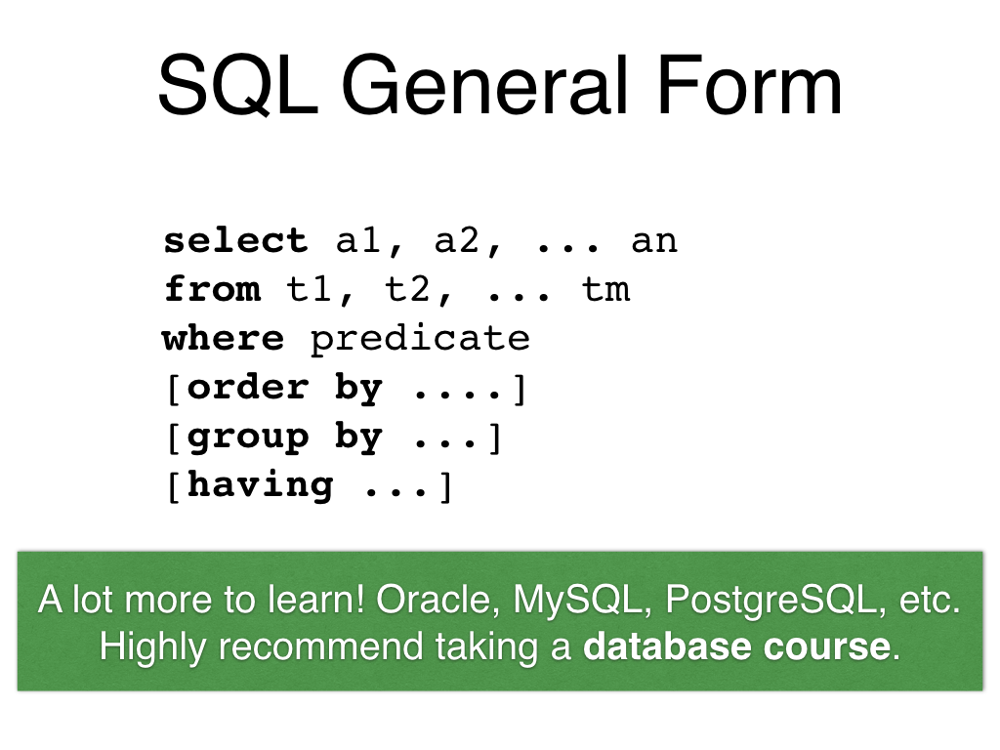 SQL General Form
select a1, a2, ... an
from t1, t2, ... tm
where predicate
[order by ....]
[group by ...]
[having ...]
A lot more to learn! Oracle, MySQL, PostgreSQL, etc.
Highly recommend taking a database course.